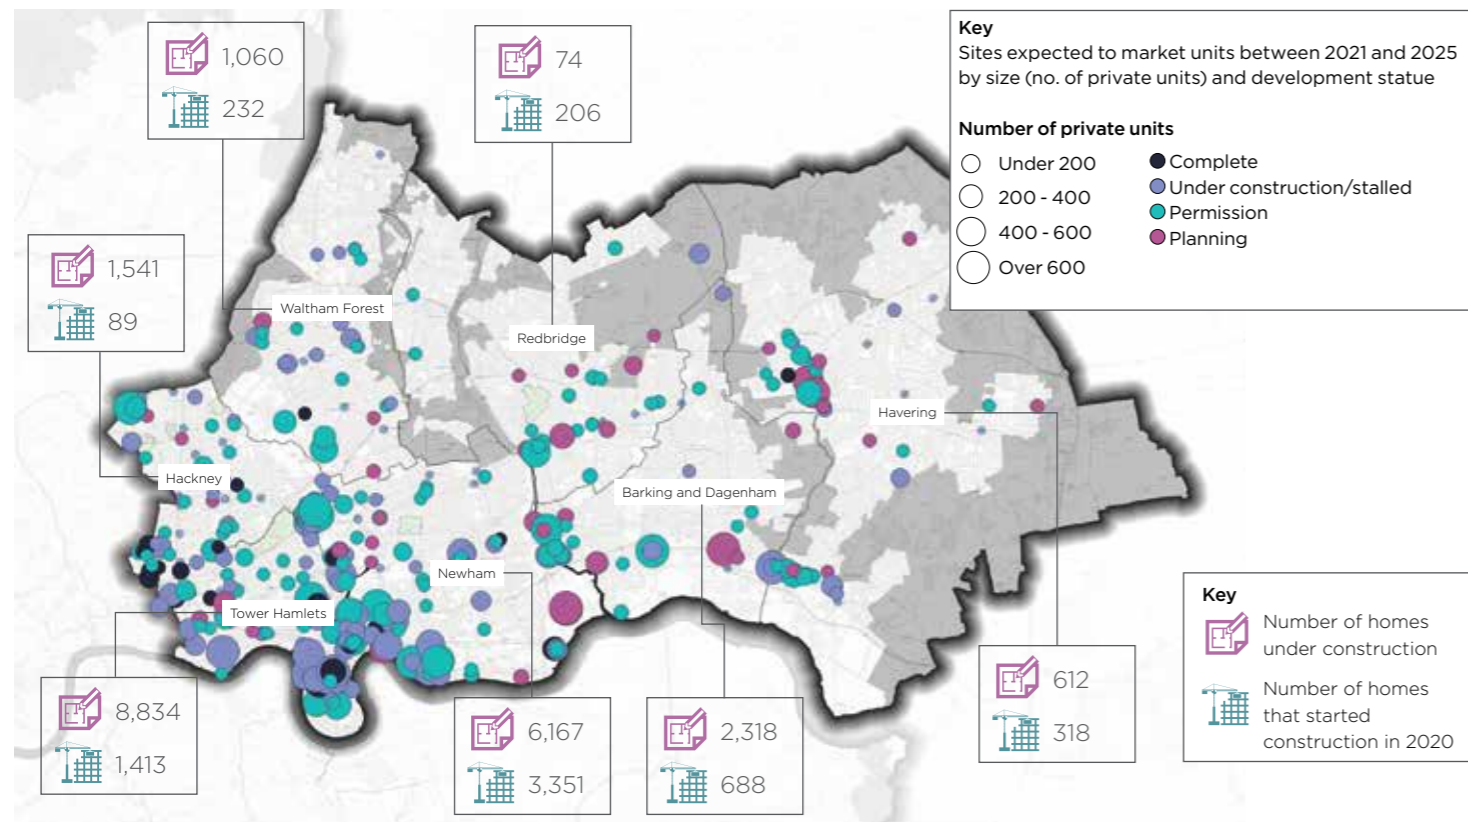 1,060
232
74
206
Key
Sites expected to market units between 2021 and 2025
by size (no. of private units) and development statue
Number of private units
Under 200
200 - 400
400 - 600
Over 600
Complete
Under construction/stalled
Permission
Planning
1,541
89
Waltham Forest
Redbridge
Havering
Hackney
Barking and Dagenham
Newham
Tower Hamlets
8,834
1,413
6,167
3,351
2,318
688
612
318
Key
Number of homes
under construction
Number of homes
that started
construction in 2020